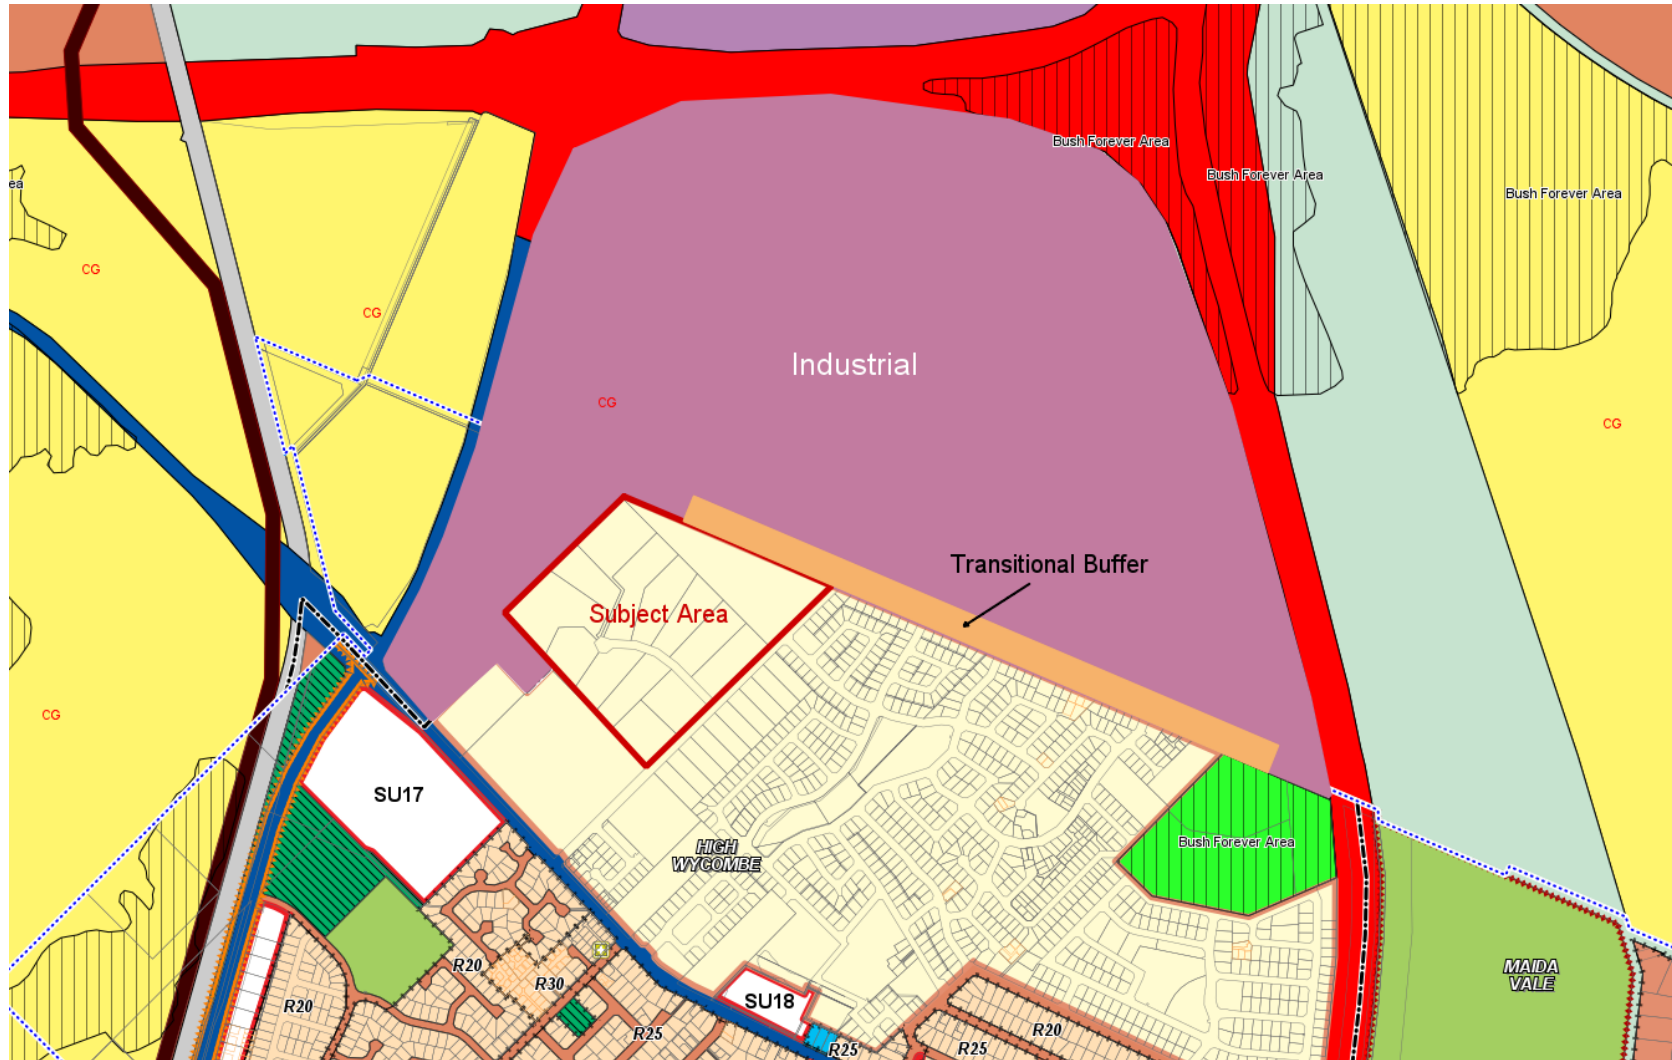 Bush Forever Area
Bush Forever Area
ea
Bush Forever Area
CG
CG
Industrial
CG
CG
Transitional Buffer
Subject Area
CG
SU17
HIGH
WYCOMBE
Bush Forever Area
R20
R30
MAIDA
VALE
R20
SU18
R25
R20
R25
R25